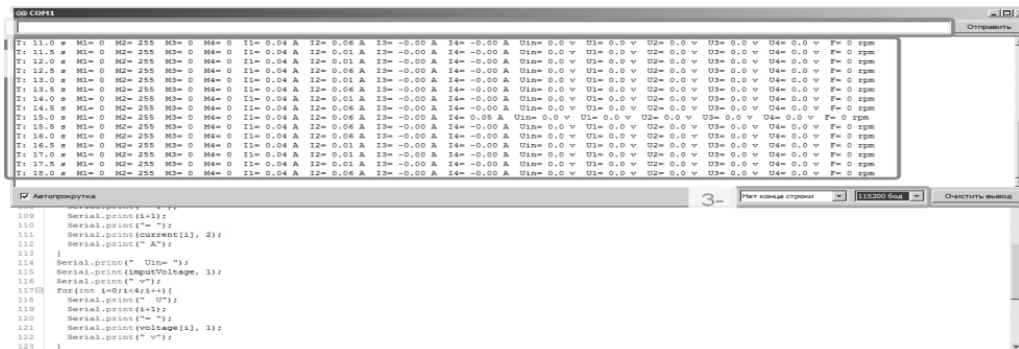 COM1
Отправить
T: 11.0 s M1= 0 M2= 255 M3= 0 M4= 0 I1= 0.04 A I2= 0.06 A I3= -0.00 A I4= -0.00 A Uin= 0.0 v U1= 0.0 v U2= 0.0 v U3= 0.0 v U4= 0.0 v F= 0 rpm
T: 11.5 s M1= 0 M2= 255 M3= 0 M4= 0 I1= 0.04 A I2= 0.06 A I3= -0.00 A I4= -0.00 A Uin= 0.0 v U1= 0.0 v U2= 0.0 v U3= 0.0 v U4= 0.0 v F= 0 rpm
T: 12.0 s M1= 0 M2= 255 M3= 0 M4= 0 I1= 0.04 A I2= 0.01 A I3= -0.00 A I4= -0.00 A Uin= 0.0 v U1= 0.0 v U2= 0.0 v U3= 0.0 v U4= 0.0 v F= 0 rpm
T: 12.5 s M1= 0 M2= 255 M3= 0 M4= 0 I1= 0.04 A I2= 0.06 A I3= -0.00 A I4= -0.00 A Uin= 0.0 v U1= 0.0 v U2= 0.0 v U3= 0.0 v U4= 0.0 v F= 0 rpm
T: 13.0 s M1= 0 M2= 255 M3= 0 M4= 0 I1= 0.04 A I2= 0.01 A I3= -0.00 A I4= -0.00 A Uin= 0.0 v U1= 0.0 v U2= 0.0 v U3= 0.0 v U4= 0.0 v F= 0 rpm
T: 13.5 s M1= 0 M2= 255 M3= 0 M4= 0 I1= 0.04 A I2= 0.06 A I3= -0.00 A I4= -0.00 A Uin= 0.0 v U1= 0.0 v U2= 0.0 v U3= 0.0 v U4= 0.0 v F= 0 rpm
T: 14.0 s M1= 0 M2= 255 M3= 0 M4= 0 I1= 0.04 A I2= 0.01 A I3= -0.00 A I4= -0.00 A Uin= 0.0 v U1= 0.0 v U2= 0.0 v U3= 0.0 v U4= 0.0 v F= 0 rpm
T: 14.5 s M1= 0 M2= 255 M3= 0 M4= 0 I1= 0.04 A I2= 0.06 A I3= -0.00 A I4= -0.00 A Uin= 0.0 v U1= 0.0 v U2= 0.0 v U3= 0.0 v U4= 0.0 v F= 0 rpm
T: 15.0 s M1= 0 M2= 255 M3= 0 M4= 0 I1= 0.04 A I2= 0.06 A I3= -0.00 A I4= 0.05 A Uin= 0.0 v U1= 0.0 v U2= 0.0 v U3= 0.0 v U4= 0.0 v F= 0 rpm
T: 15.5 s M1= 0 M2= 255 M3= 0 M4= 0 I1= 0.04 A I2= 0.06 A I3= -0.00 A I4= -0.00 A Uin= 0.0 v U1= 0.0 v U2= 0.0 v U3= 0.0 v U4= 0.0 v F= 0 rpm
T: 16.0 s M1= 0 M2= 255 M3= 0 M4= 0 I1= 0.04 A I2= 0.06 A I3= -0.00 A I4= -0.00 A Uin= 0.0 v U1= 0.0 v U2= 0.0 v U3= 0.0 v U4= 0.0 v F= 0 rpm
T: 16.5 s M1= 0 M2= 255 M3= 0 M4= 0 I1= 0.04 A I2= 0.01 A I3= -0.00 A I4= -0.00 A Uin= 0.0 v U1= 0.0 v U2= 0.0 v U3= 0.0 v U4= 0.0 v F= 0 rpm
T: 17.0 s M1= 0 M2= 255 M3= 0 M4= 0 I1= 0.04 A I2= 0.01 A I3= -0.00 A I4= -0.00 A Uin= 0.0 v U1= 0.0 v U2= 0.0 v U3= 0.0 v U4= 0.0 v F= 0 rpm
T: 17.5 s M1= 0 M2= 255 M3= 0 M4= 0 I1= 0.04 A I2= 0.01 A I3= -0.00 A I4= -0.00 A Uin= 0.0 v U1= 0.0 v U2= 0.0 v U3= 0.0 v U4= 0.0 v F= 0 rpm
T: 18.0 s M1= 0 M2= 255 M3= 0 M4= 0 I1= 0.04 A I2= 0.06 A I3= -0.00 A I4= -0.00 A Uin= 0.0 v U1= 0.0 v U2= 0.0 v U3= 0.0 v U4= 0.0 v F= 0 rpm
Автопрокрутка 3- Нет конца строки 115200 бод Очистить вывод
109 Serial.print(i+1);
110 Serial.print("= ");
111 Serial.print(current[i], 2);
112 Serial.print(" A");
113 }
114 Serial.print(" Uin= ");
115 Serial.print(imputVoltage, 1);
116 Serial.print(" v");
117 for(int i=0;i<4;i++){
118 Serial.print(" U");
119 Serial.print(i+1);
120 Serial.print("= ");
121 Serial.print(voltage[i], 1);
122 Serial.print(" v");
123 }